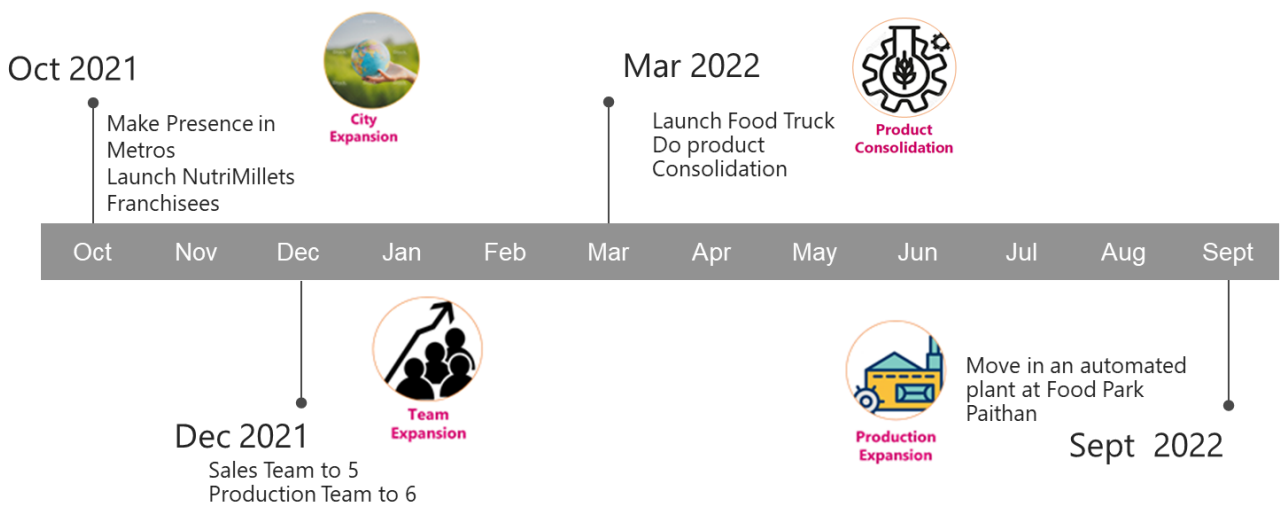 Oct 2021
Make Presence in
Metros
Launch NutriMillets
Franchisees
City
Expansion
Mar 2022
Launch Food Truck
Do product
Consolidation
Product
Consolidation
Oct Nov Dec Jan Feb Mar Apr May Jun Jul Aug Sept
Dec 2021
Sales Team to 5
Production Team to 6
Team
Expansion
Production
Expansion
Move in an automated
plant at Food Park
Paithan
Sept 2022